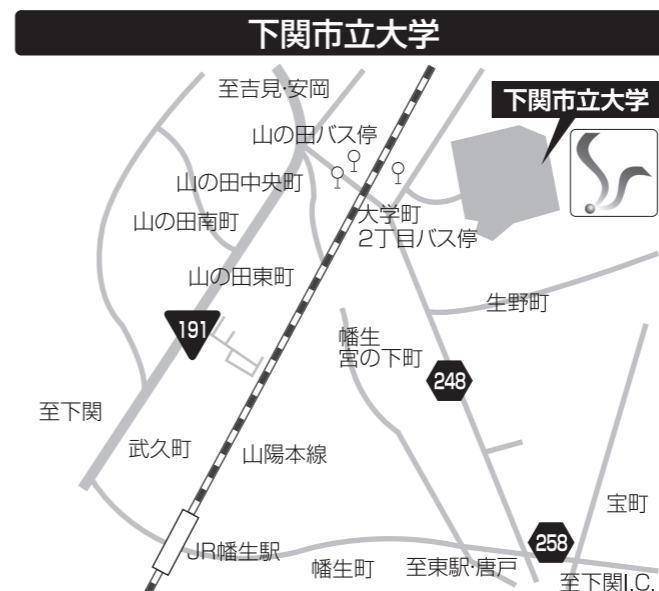 下関市立大学
至吉見・安岡
下関市立大学
山の田バス停
山の田中央町
大学町
2丁目バス停
山の田南町
山の田東町
生野町
191
幡生
宮の下町
248
至下関
武久町
山陽本線
宝町
258
JR幡生駅
幡生町
至東駅・唐戸
至下関I.C.